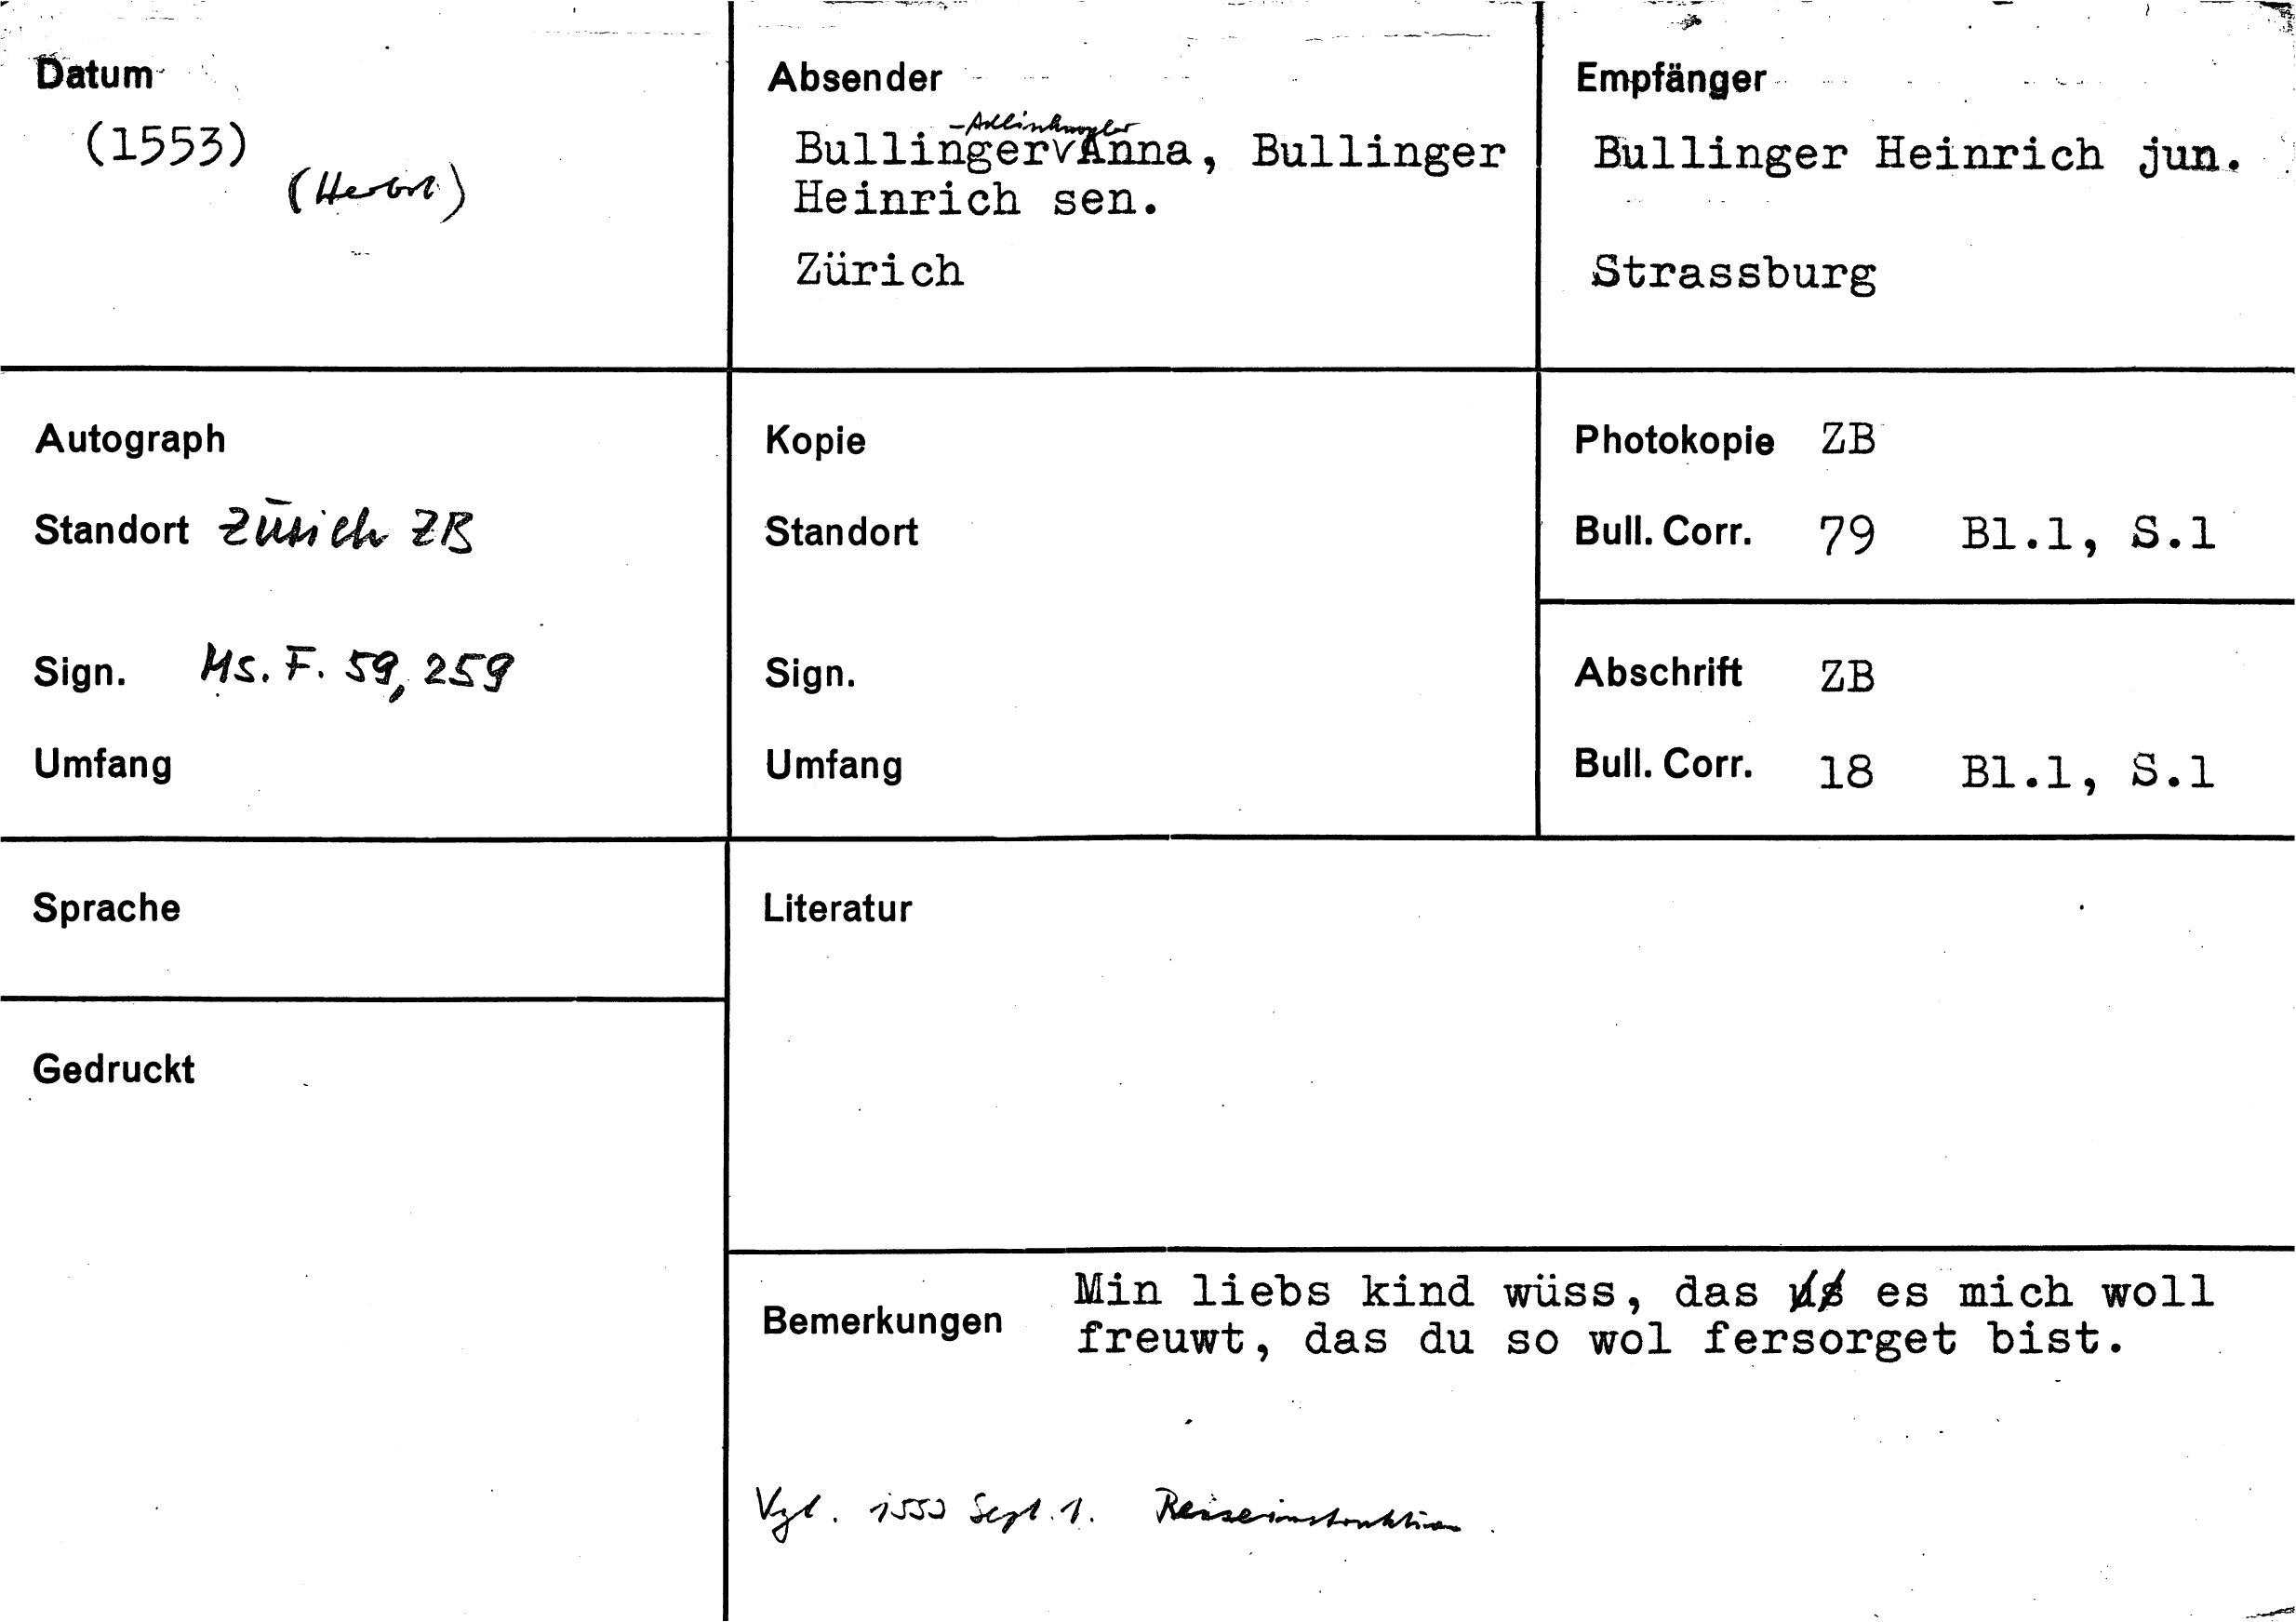 Datum
(1553)
(Herbst)
Absender
-Adlischwyler
Bullinger Anna, Bullinger
Heinrich sen.
Zürich
Empfänger
Bullinger Heinrich jun.
Strassburg
Autograph
Standort Zürich ZB
Sign. Ms. F. 59, 259
Umfang
Kopie
Standort
Sign.
Umfang
Photokopie ZB
Bull. Corr. 79 Bl.1, S.1
Abschrift ZB
Bull. Corr. 18 Bl.1, S.1
Sprache
Gedruckt
Literatur
Bemerkungen
Min liebs kind wüss, das es mich woll
freuwt, das du so wol fersorget bist.
Vgl. 1553 Sept. 1. Reiseinstruktion.